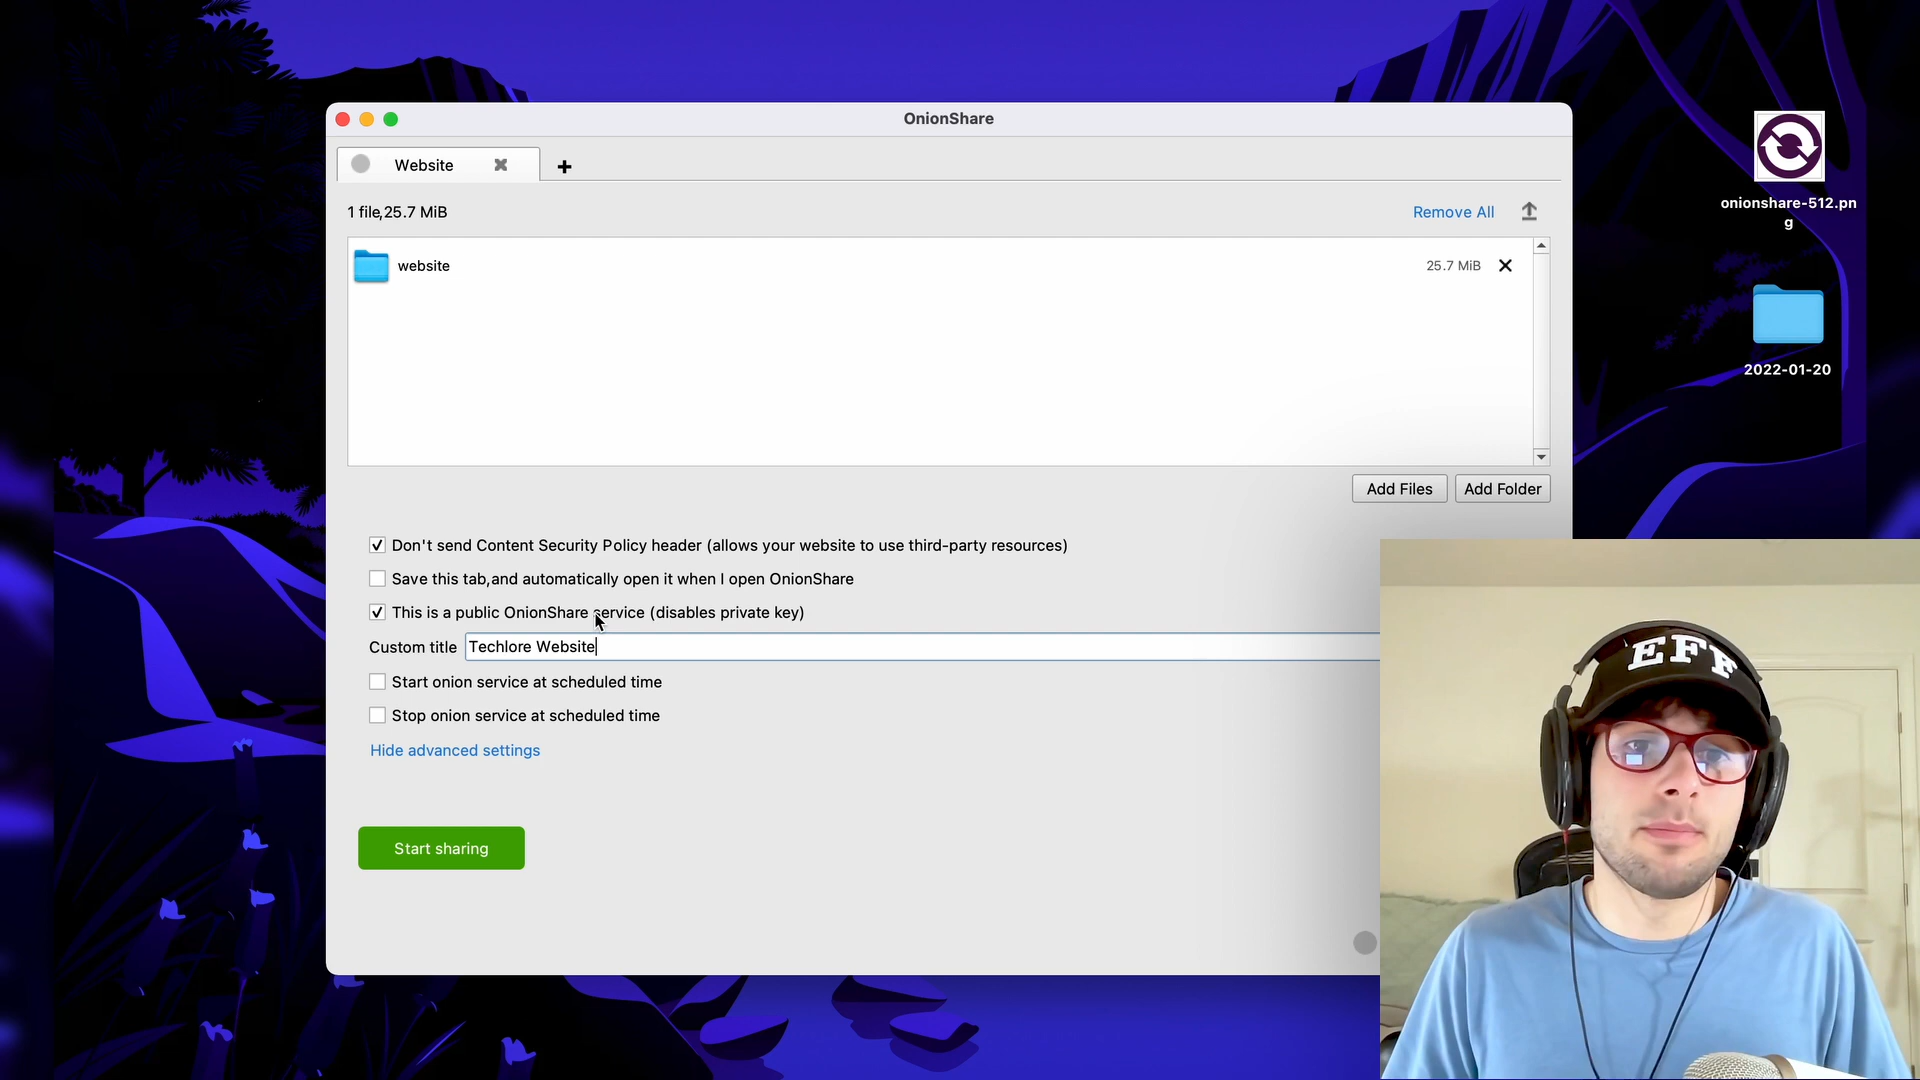 OnionShare
Website
1 file,25.7 MiB
Remove All
website
25.7 MiB
Add Files
Add Folder
Don't send Content Security Policy header (allows your website to use third-party resources)
Save this tab,and automatically open it when I open OnionShare
This is a public OnionShare service (disables private key)
Custom title
Techlore Website
Start onion service at scheduled time
Stop onion service at scheduled time
Hide advanced settings
Start sharing
onionshare-512.pn
g
2022-01-20
EFF